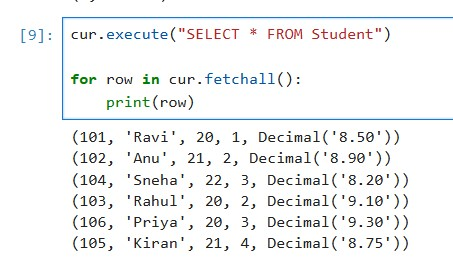 [9]: cur.execute("SELECT * FROM Student")
for row in cur.fetchall():
    print(row)
(101, 'Ravi', 20, 1, Decimal('8.50'))
(102, 'Anu', 21, 2, Decimal('8.90'))
(104, 'Sneha', 22, 3, Decimal('8.20'))
(103, 'Rahul', 20, 2, Decimal('9.10'))
(106, 'Priya', 20, 3, Decimal('9.30'))
(105, 'Kiran', 21, 4, Decimal('8.75'))